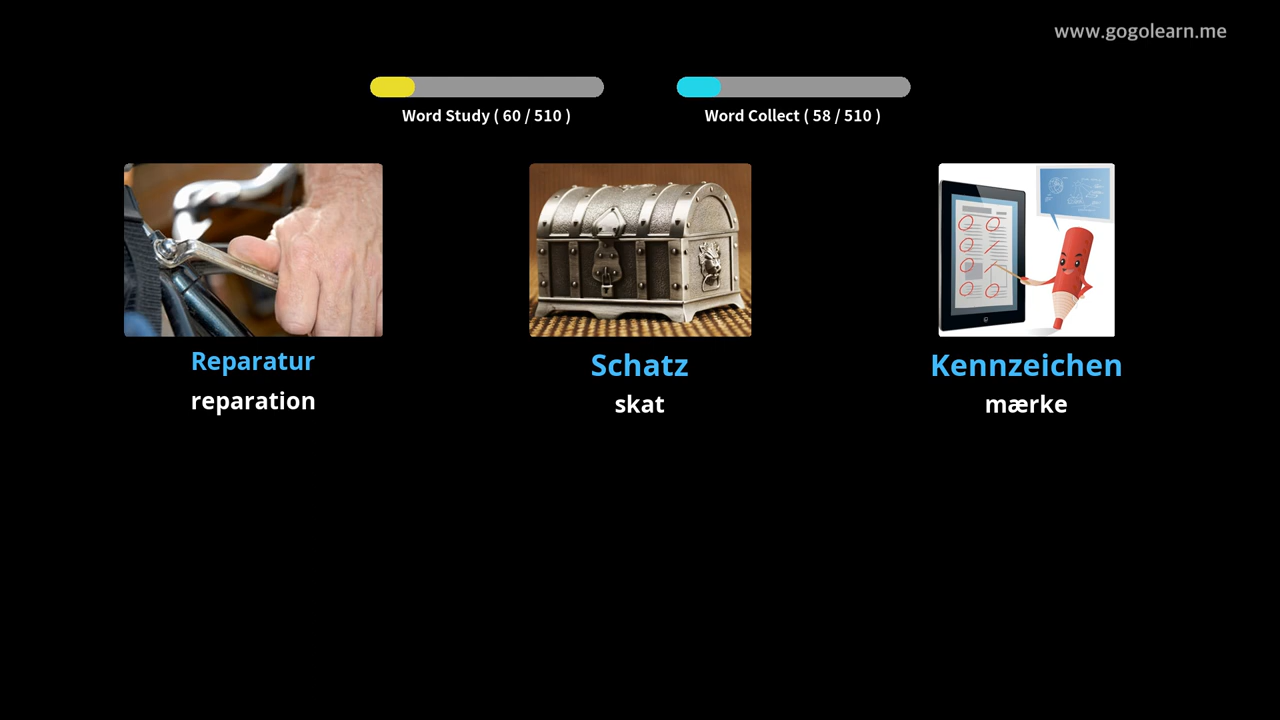 www.gogolearn.me
Word Study ( 60 / 510 )
Word Collect ( 58 / 510 )
Reparatur
reparation
Schatz
skat
Kennzeichen
mærke